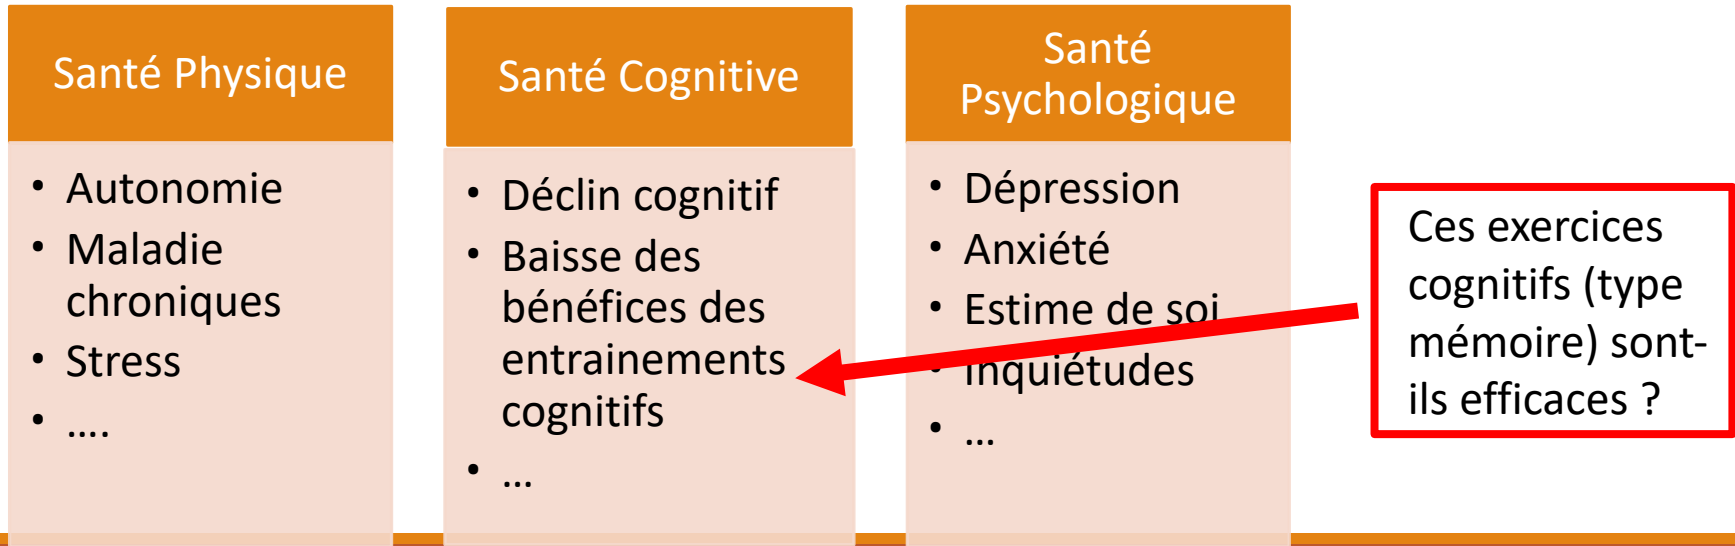 Santé Physique
• Autonomie
• Maladie
chroniques
• Stress
• ....
Santé Cognitive
• Déclin cognitif
• Baisse des
bénéfices des
entrainements
cognitifs
• ...
Santé
Psychologique
• Dépression
• Anxiété
• Estime de soi
• Inquiétudes
• ...
Ces exercices
cognitifs (type
mémoire) sont-
ils efficaces ?